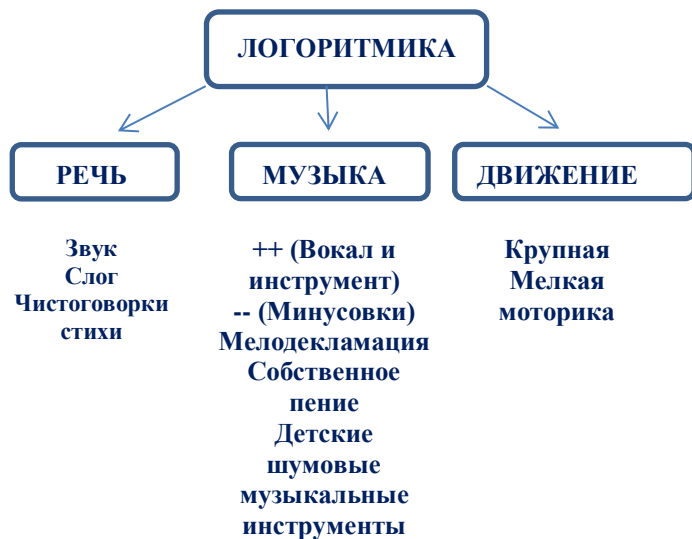 ЛОГОРИТМИКА
РЕЧЬ
МУЗЫКА
ДВИЖЕНИЕ
Звук
Слог
Чистоговорки
стихи
++ (Вокал и
инструмент)
-- (Минусовки)
Мелодекламация
Собственное
пение
Детские
шумовые
музыкальные
инструменты
Крупная
Мелкая
моторика